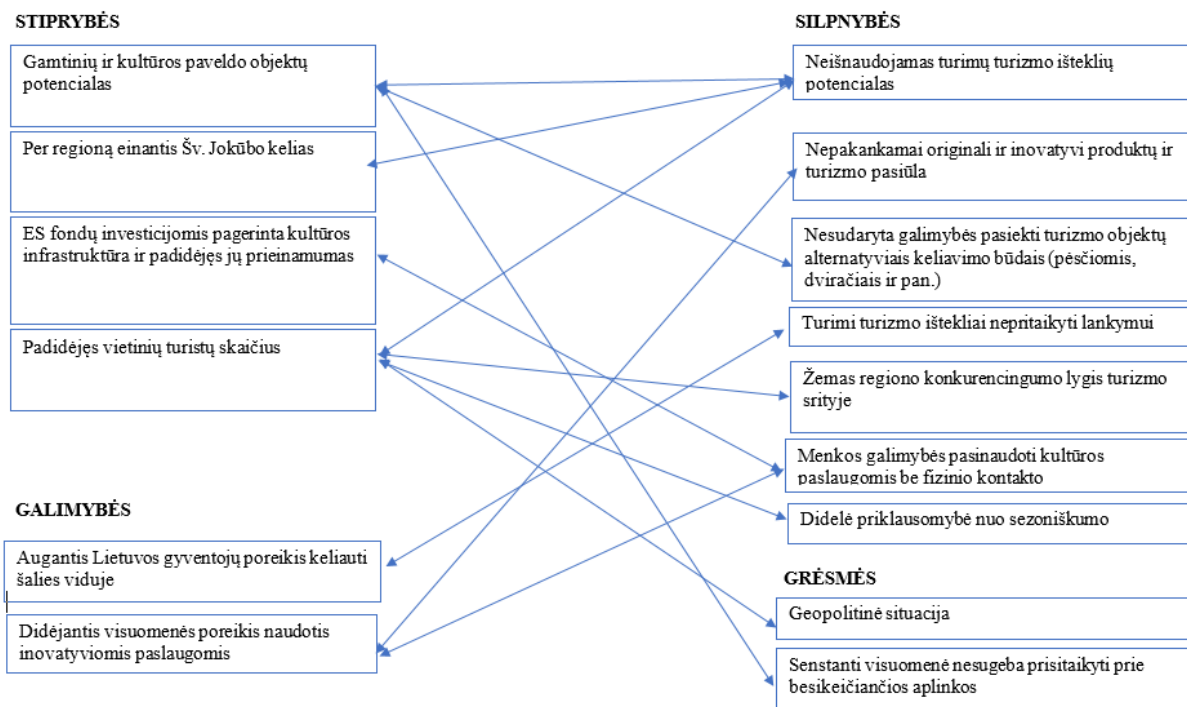 STIPRYBĖS
Gamtinių ir kultūros paveldo objektų
potencialas
Per regioną einantis Šv. Jokūbo kelias
ES fondų investicijomis pagerinta kultūros
infrastruktūra ir padidėjęs jų prieinamumas
Padidėjęs vietinių turistų skaičius
GALIMYBĖS
Augantis Lietuvos gyventojų poreikis keliauti
šalies viduje
Didėjantis visuomenės poreikis naudotis
inovatyviomis paslaugomis
SILPNYBĖS
Neišnaudojamas turimų turizmo išteklių
potencialas
Nepakankamai originali ir inovatyvi produktų ir
turizmo pasiūla
Nesudaryta galimybės pasiekti turizmo objektų
alternatyviais keliavimo būdais (pėsčiomis,
dviračiais ir pan.)
Turimi turizmo ištekliai nepritaikyti lankymui
Žemas regiono konkurencingumo lygis turizmo
srityje
Menkos galimybės pasinaudoti kultūros
paslaugomis be fizinio kontakto
Didelė priklausomybė nuo sezoniškumo
GRĖSMĖS
Geopolitinė situacija
Senstanti visuomenė nesugeba prisitaikyti prie
besikeičiančios aplinkos